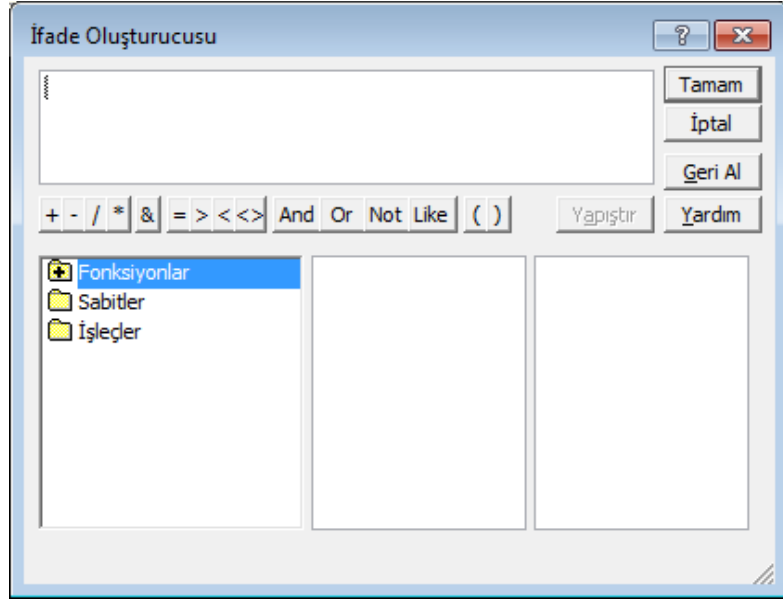 İfade Oluşturucusu
Tamam
İptal
Geri Al
+ - / * & = > < <> And Or Not Like ( ) Yapıştır Yardım
Fonksiyonlar
Sabitler
İşleçler